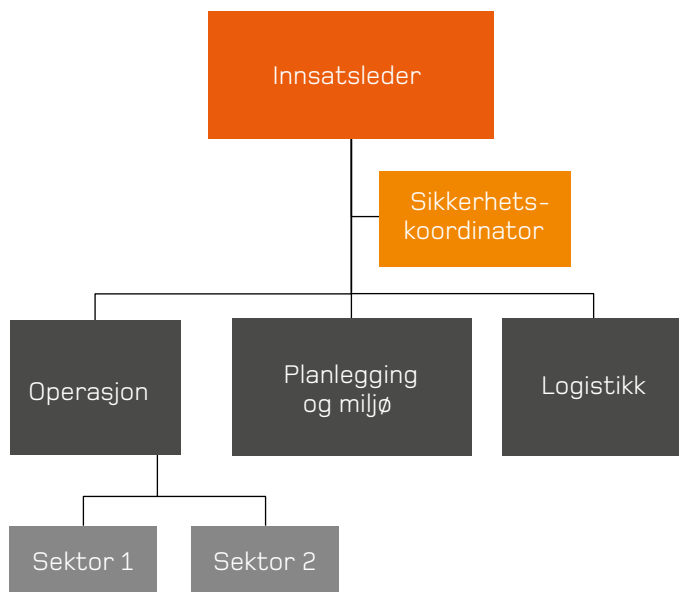 Innsatsleder
Sikkerhets-
koordinator
Operasjon
Planlegging
og miljø
Logistikk
Sektor 1
Sektor 2